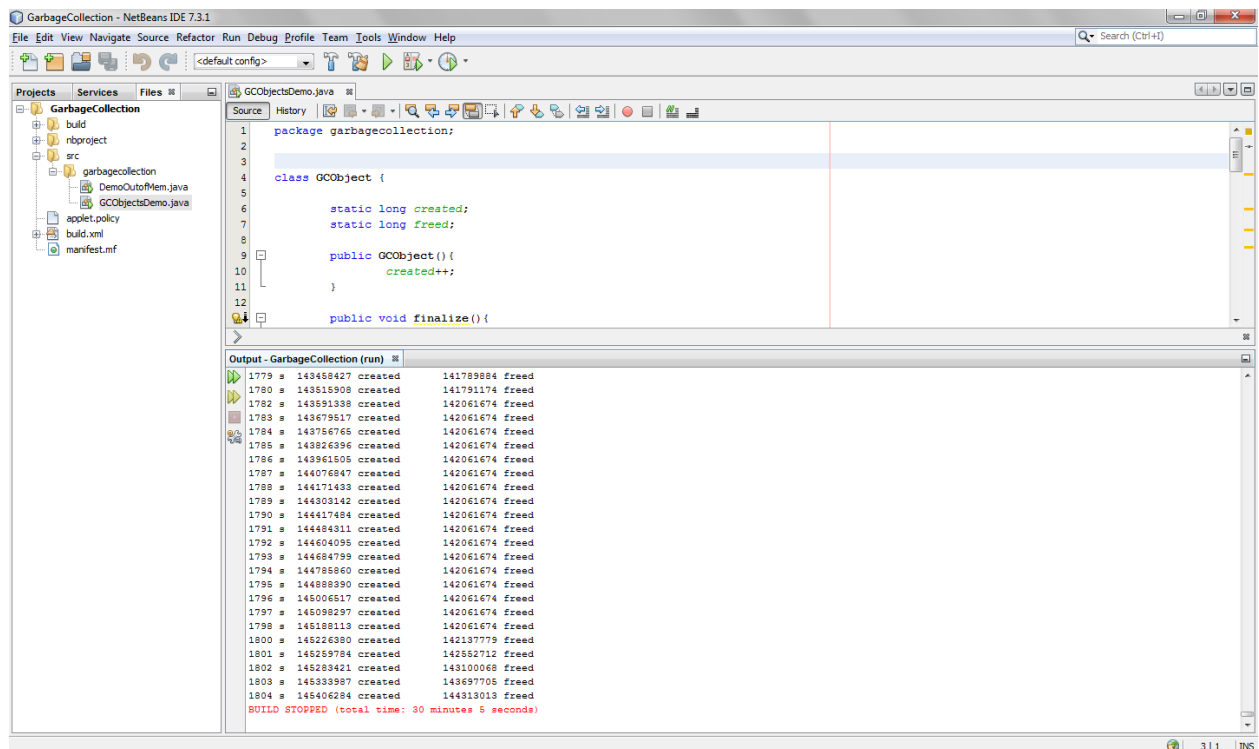 GarbageCollection - NetBeans IDE 7.3.1
File Edit View Navigate Source Refactor Run Debug Profile Team Tools Window Help
Search (Ctrl+I)
<default config>
Projects Services Files
GCObjectsDemo.java
GarbageCollection
build
nbproject
src
garbagecollection
DemoOutofMem.java
GCObjectsDemo.java
applet.policy
build.xml
manifest.mf
Source History
1 package garbagecollection;
2
3
4 class GCObject {
5
6 static long created;
7 static long freed;
8
9 public GCObject(){
10 created++;
11 }
12
public void finalize(){
Output - GarbageCollection (run)
1779 s 143458427 created 141789884 freed
1780 s 143515908 created 141791174 freed
1782 s 143591338 created 142061674 freed
1783 s 143679517 created 142061674 freed
1784 s 143756765 created 142061674 freed
1785 s 143826396 created 142061674 freed
1786 s 143961505 created 142061674 freed
1787 s 144076847 created 142061674 freed
1788 s 144171433 created 142061674 freed
1789 s 144303142 created 142061674 freed
1790 s 144417484 created 142061674 freed
1791 s 144484311 created 142061674 freed
1792 s 144604095 created 142061674 freed
1793 s 144684799 created 142061674 freed
1794 s 144785860 created 142061674 freed
1795 s 144888390 created 142061674 freed
1796 s 145006517 created 142061674 freed
1797 s 145098297 created 142061674 freed
1798 s 145188113 created 142061674 freed
1800 s 145226380 created 142137779 freed
1801 s 145259784 created 142552712 freed
1802 s 145283421 created 143100068 freed
1803 s 145333987 created 143697705 freed
1804 s 145406284 created 144313013 freed
BUILD STOPPED (total time: 30 minutes 5 seconds)
3 | 1 INS